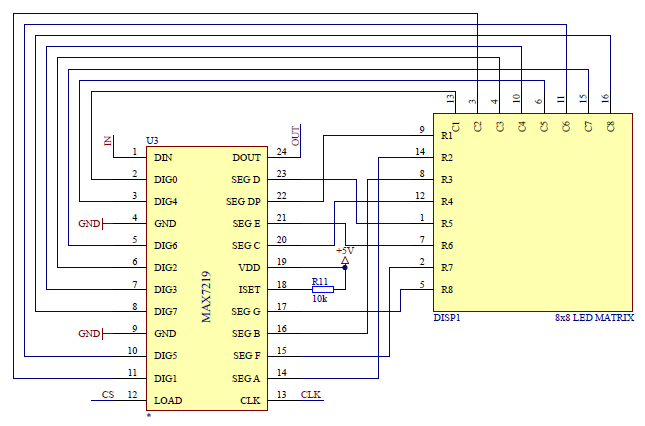 13 3 4 10 6 11 15 16
C1 C2 C3 C4 C5 C6 C7 C8
IN
OUT
U3
1 DIN DOUT 24
2 DIG0 SEG D 23
3 DIG4 SEG DP 22
GND 4 GND SEG E 21
5 DIG6 SEG C 20
6 DIG2 VDD 19
7 DIG3 ISET 18
8 DIG7 SEG G 17
GND 9 GND SEG B 16
10 DIG5 SEG F 15
11 DIG1 SEG A 14
CS 12 LOAD CLK 13 CLK
MAX7219
*
+5V
R11
10k
9 R1
14 R2
8 R3
12 R4
1 R5
7 R6
2 R7
5 R8
DISP1 8x8 LED MATRIX